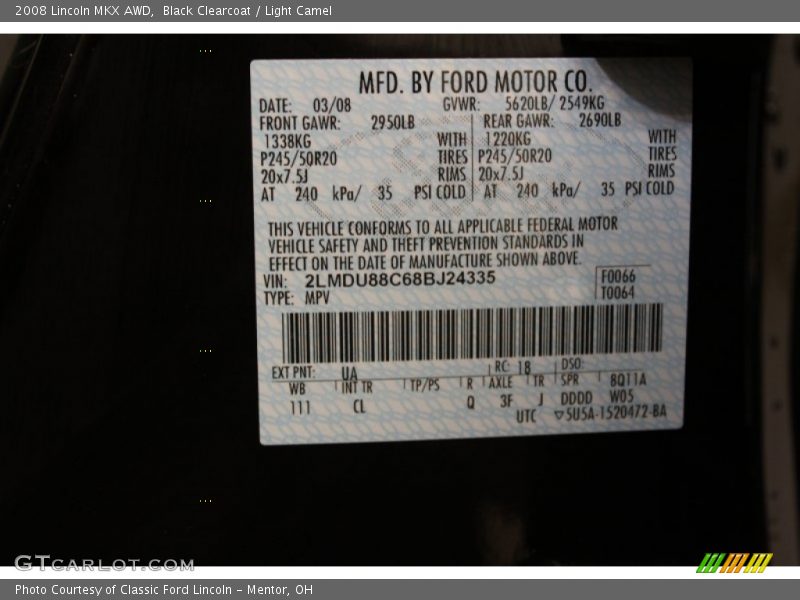 2008 Lincoln MKX AWD, Black Clearcoat / Light Camel
MFD. BY FORD MOTOR CO.
DATE: 03/08 GVWR: 5620LB/ 2549KG
FRONT GAWR: 2950LB REAR GAWR: 2690LB
1338KG WITH 1220KG WITH
P245/50R20 TIRES P245/50R20 TIRES
20x7.5J RIMS 20x7.5J RIMS
AT 240 kPa/ 35 PSI COLD AT 240 kPa/ 35 PSI COLD
THIS VEHICLE CONFORMS TO ALL APPLICABLE FEDERAL MOTOR
VEHICLE SAFETY AND THEFT PREVENTION STANDARDS IN
EFFECT ON THE DATE OF MANUFACTURE SHOWN ABOVE.
VIN: 2LMDU88C68BJ24335 F0066
TYPE: MPV T0064
EXT PNT: UA RC: 18 DSO:
WB INT TR TP/PS R AXLE TR SPR 8Q11A
111 CL Q 3F J DDDD W05
UTC ▽5U5A-1520472-BA
GTCARLOT.COM
Photo Courtesy of Classic Ford Lincoln - Mentor, OH